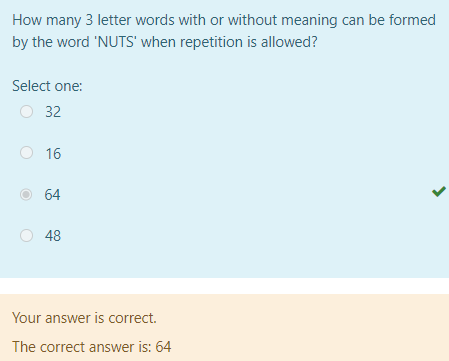 How many 3 letter words with or without meaning can be formed
by the word 'NUTS' when repetition is allowed?
Select one:
32
16
64
48
Your answer is correct.
The correct answer is: 64